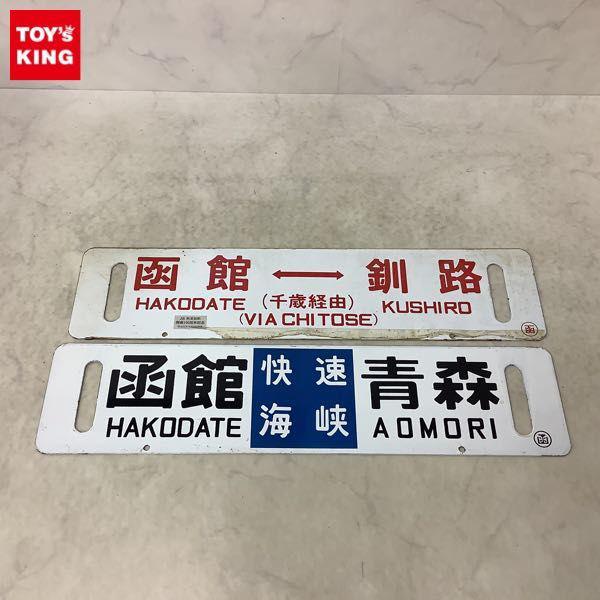 TOY's
KING
函館 ⟷ 釧路
HAKODATE (千歳経由) KUSHIRO
(VIA CHITOSE)
函
函館 快速 青森
海峡
HAKODATE AOMORI
函